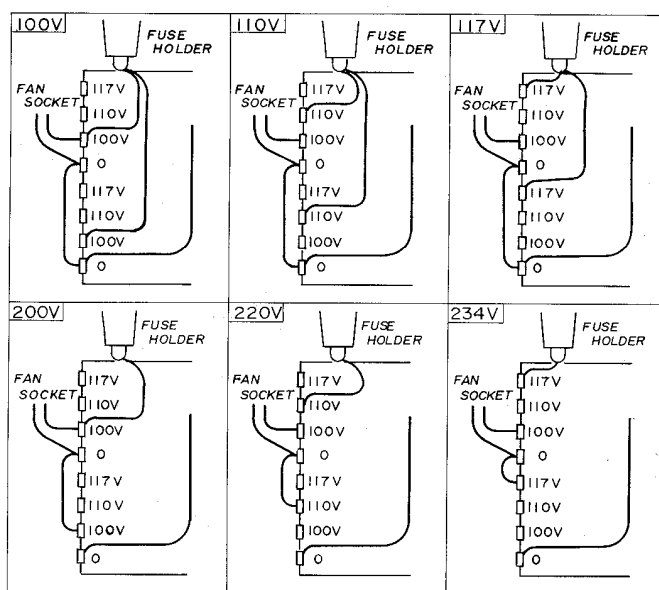 100V
FUSE
HOLDER
FAN
SOCKET
117V
110V
100V
0
117V
110V
100V
0
110V
FUSE
HOLDER
FAN
SOCKET
117V
110V
100V
0
117V
110V
100V
0
117V
FUSE
HOLDER
FAN
SOCKET
117V
110V
100V
0
117V
110V
100V
0
200V
FUSE
HOLDER
FAN
SOCKET
117V
110V
100V
0
117V
110V
100V
0
220V
FUSE
HOLDER
FAN
SOCKET
117V
110V
100V
0
117V
110V
100V
0
234V
FUSE
HOLDER
FAN
SOCKET
117V
110V
100V
0
117V
110V
100V
0